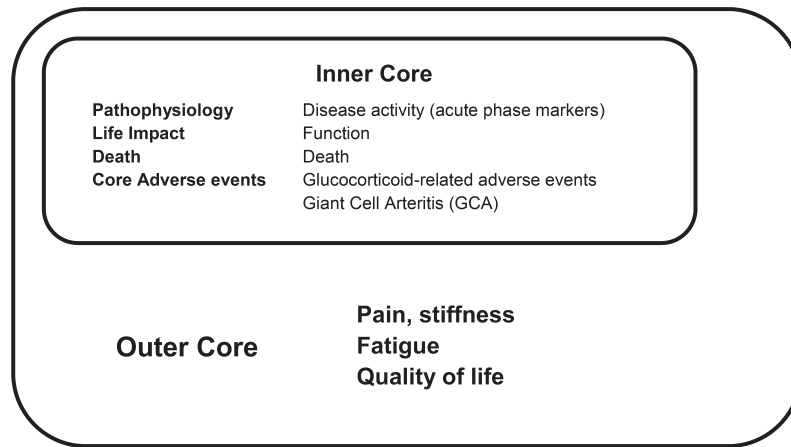 Inner Core
Pathophysiology Disease activity (acute phase markers)
Life Impact Function
Death Death
Core Adverse events Glucocorticoid-related adverse events
Giant Cell Arteritis (GCA)
Outer Core
Pain, stiffness
Fatigue
Quality of life